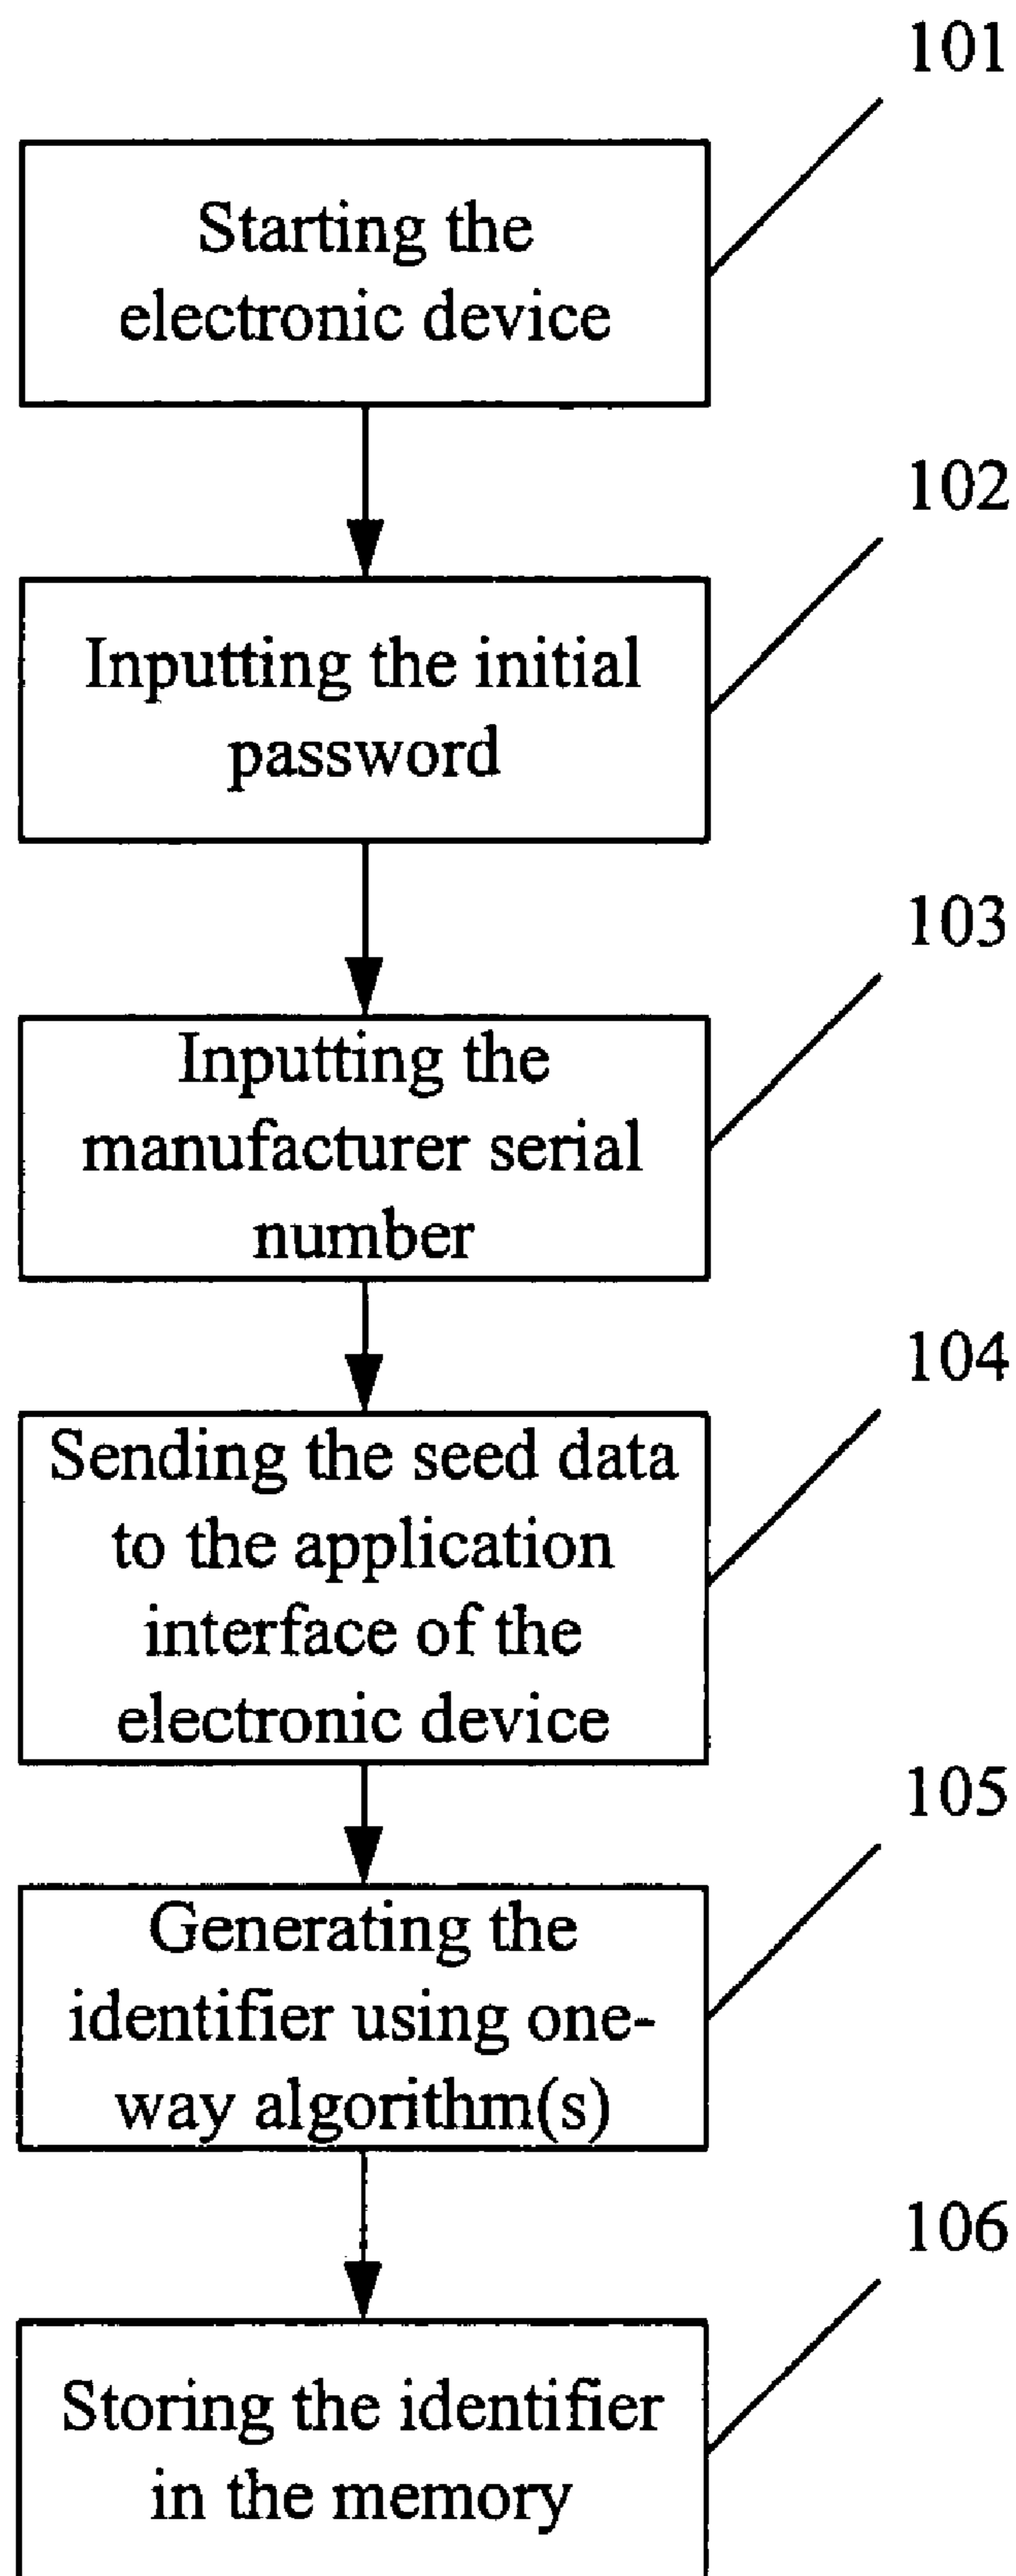 101
Starting the
electronic device
102
Inputting the initial
password
103
Inputting the
manufacturer serial
number
104
Sending the seed data
to the application
interface of the
electronic device
105
Generating the
identifier using one-
way algorithm(s)
106
Storing the identifier
in the memory